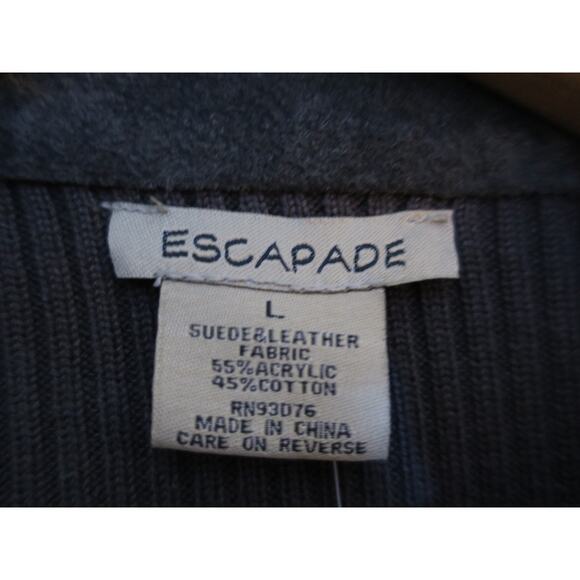 ESCAPADE
L
SUEDE&LEATHER
FABRIC
55%ACRYLIC
45%COTTON
RN93076
MADE IN CHINA
CARE ON REVERSE